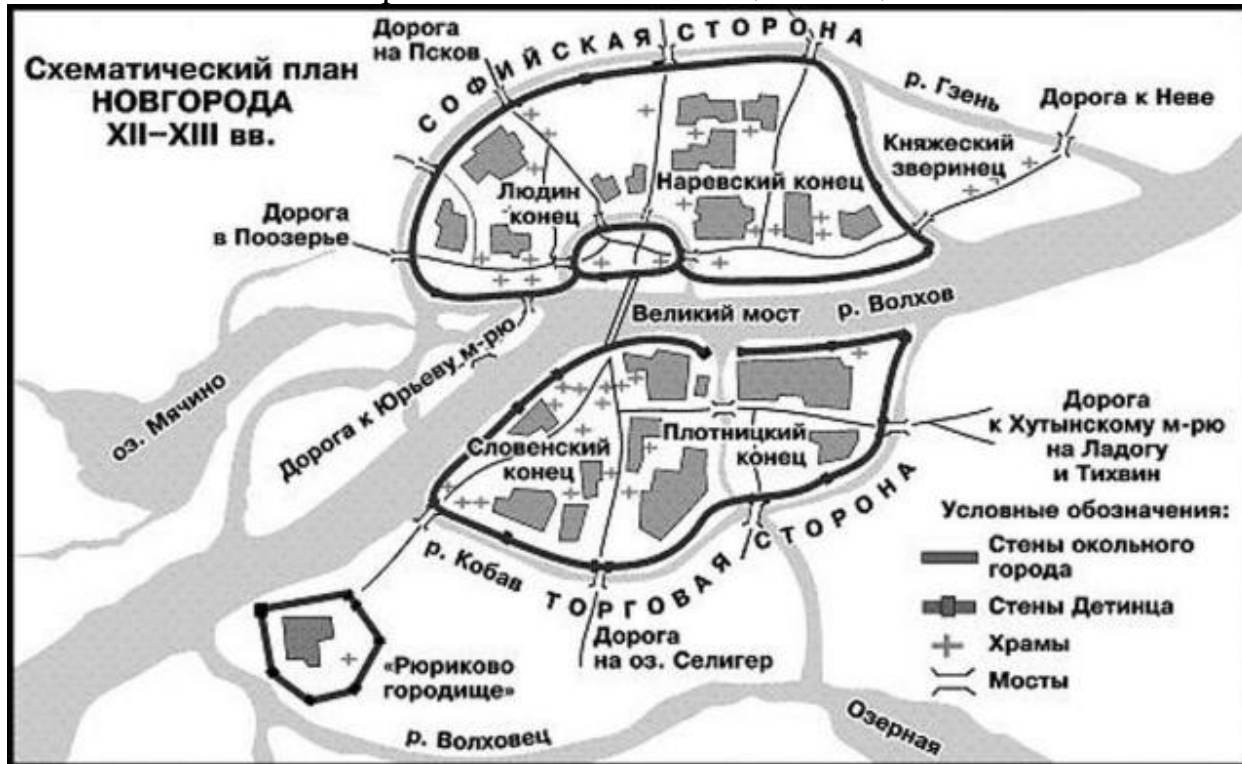 Схематический план
НОВГОРОДА
XII–XIII вв.
Дорога
на Псков
СОФИЙСКАЯ СТОРОНА
р. Гзень
Дорога к Неве
Княжеский
зверинец
Людин
конец
Наревский конец
Дорога
в Поозерье
Великий мост
р. Волхов
оз. Мячино
Дорога к Юрьеву м-рю
Словенский
конец
Плотницкий
конец
Дорога
к Хутынскому м-рю
на Ладогу
и Тихвин
р. Кобав
ТОРГОВАЯ СТОРОНА
Дорога
на оз. Селигер
«Рюриково
городище»
р. Волховец
Озерная
Условные обозначения:
Стены окольного
города
Стены Детинца
Храмы
Мосты